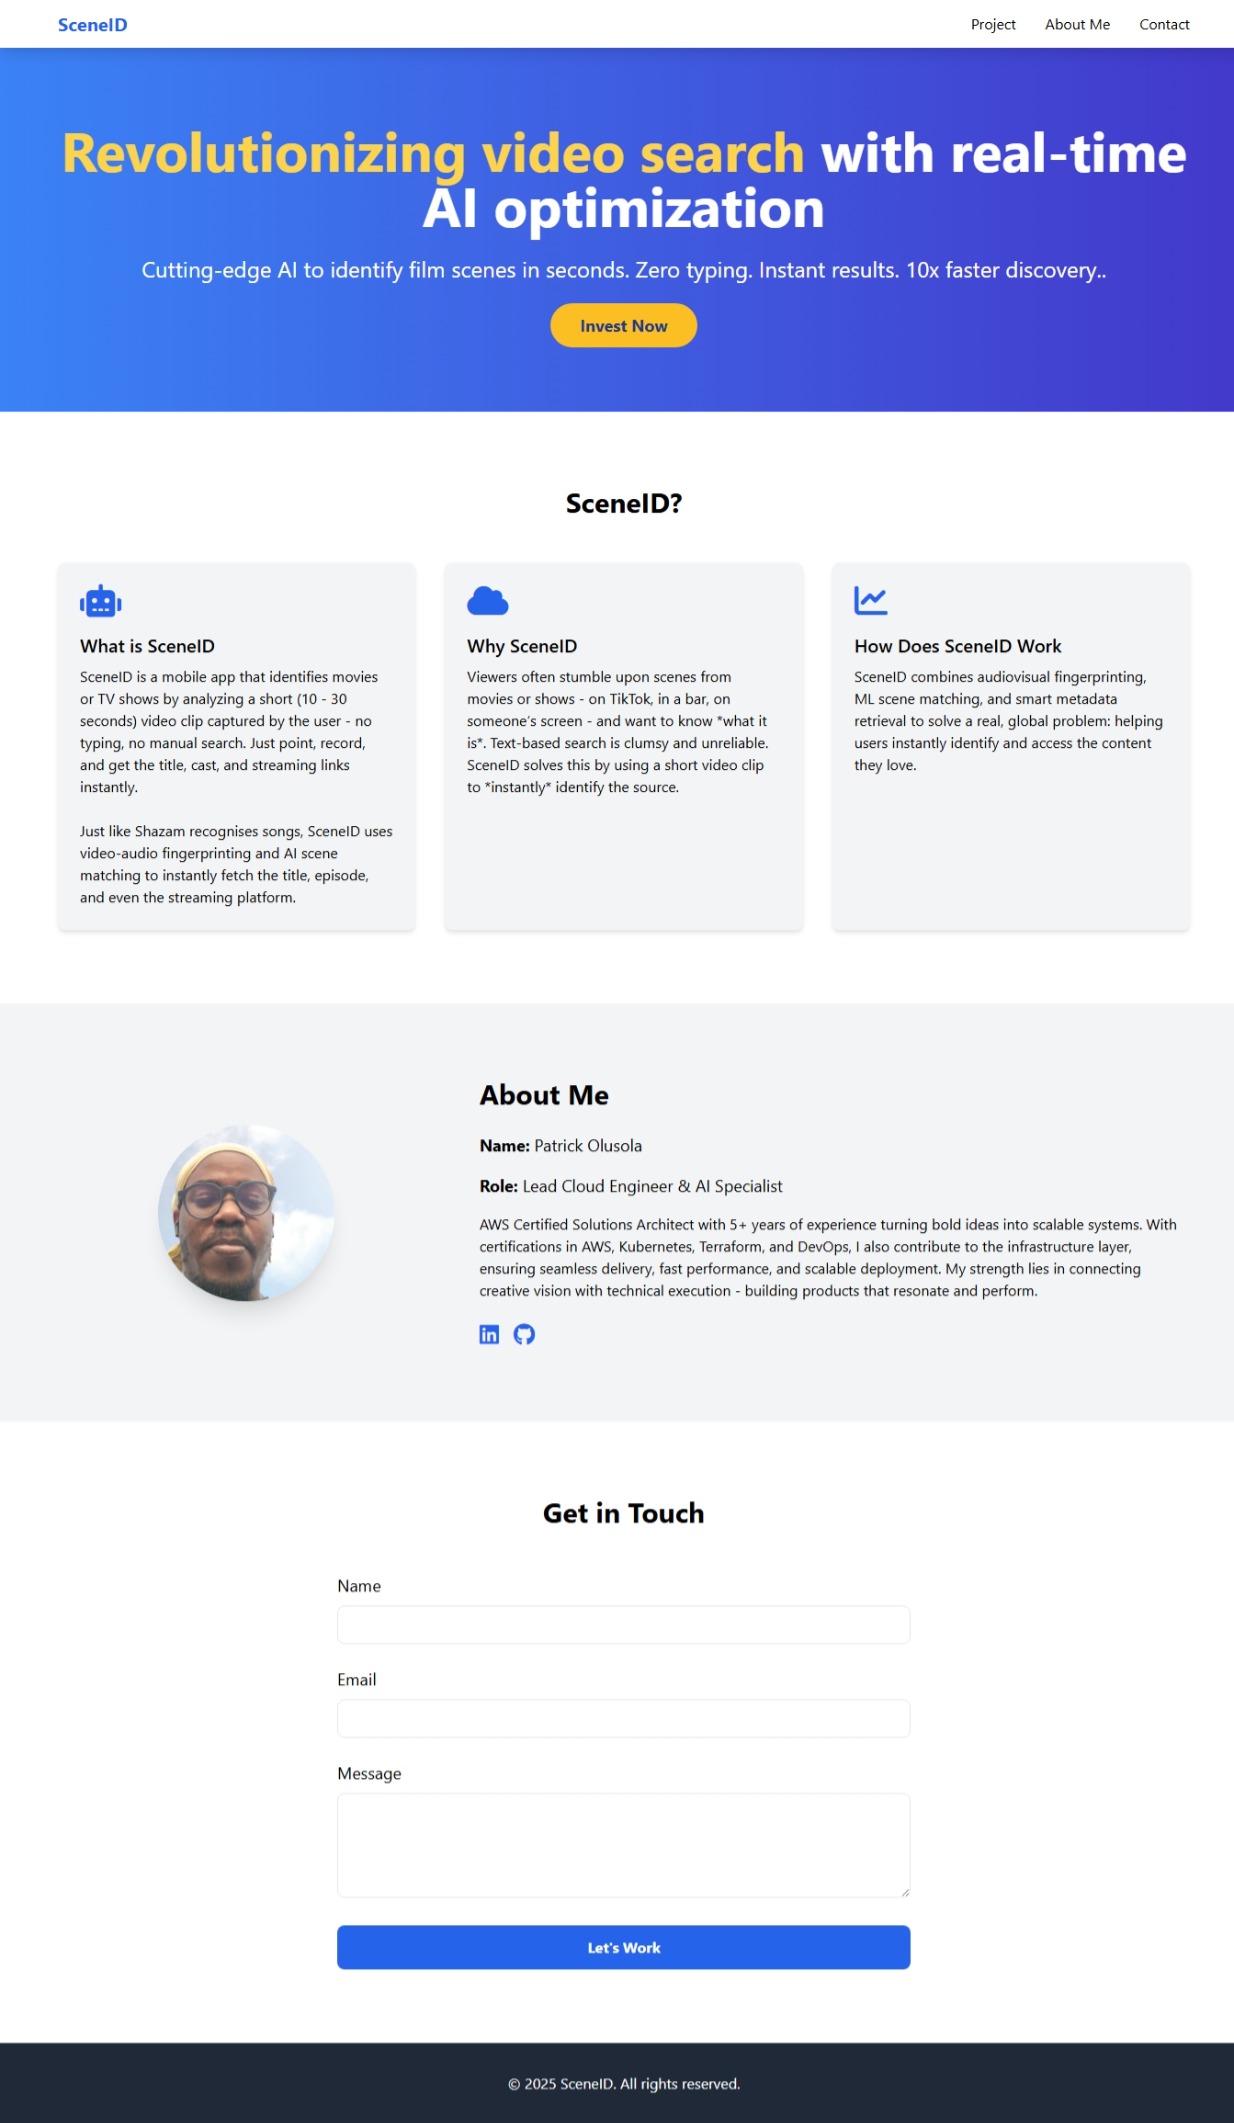 SceneID
Project
About Me
Contact
Revolutionizing video search with real-time
AI optimization
Cutting-edge AI to identify film scenes in seconds. Zero typing. Instant results. 10x faster discovery..
Invest Now
SceneID?
What is SceneID
SceneID is a mobile app that identifies movies
or TV shows by analyzing a short (10 - 30
seconds) video clip captured by the user - no
typing, no manual search. Just point, record,
and get the title, cast, and streaming links
instantly.
Just like Shazam recognises songs, SceneID uses
video-audio fingerprinting and AI scene
matching to instantly fetch the title, episode,
and even the streaming platform.
Why SceneID
Viewers often stumble upon scenes from
movies or shows - on TikTok, in a bar, on
someone's screen - and want to know *what it
is*. Text-based search is clumsy and unreliable.
SceneID solves this by using a short video clip
to *instantly* identify the source.
How Does SceneID Work
SceneID combines audiovisual fingerprinting,
ML scene matching, and smart metadata
retrieval to solve a real, global problem: helping
users instantly identify and access the content
they love.
About Me
Name: Patrick Olusola
Role: Lead Cloud Engineer & AI Specialist
AWS Certified Solutions Architect with 5+ years of experience turning bold ideas into scalable systems. With
certifications in AWS, Kubernetes, Terraform, and DevOps, I also contribute to the infrastructure layer,
ensuring seamless delivery, fast performance, and scalable deployment. My strength lies in connecting
creative vision with technical execution - building products that resonate and perform.
Get in Touch
Name
Email
Message
Let's Work
© 2025 SceneID. All rights reserved.